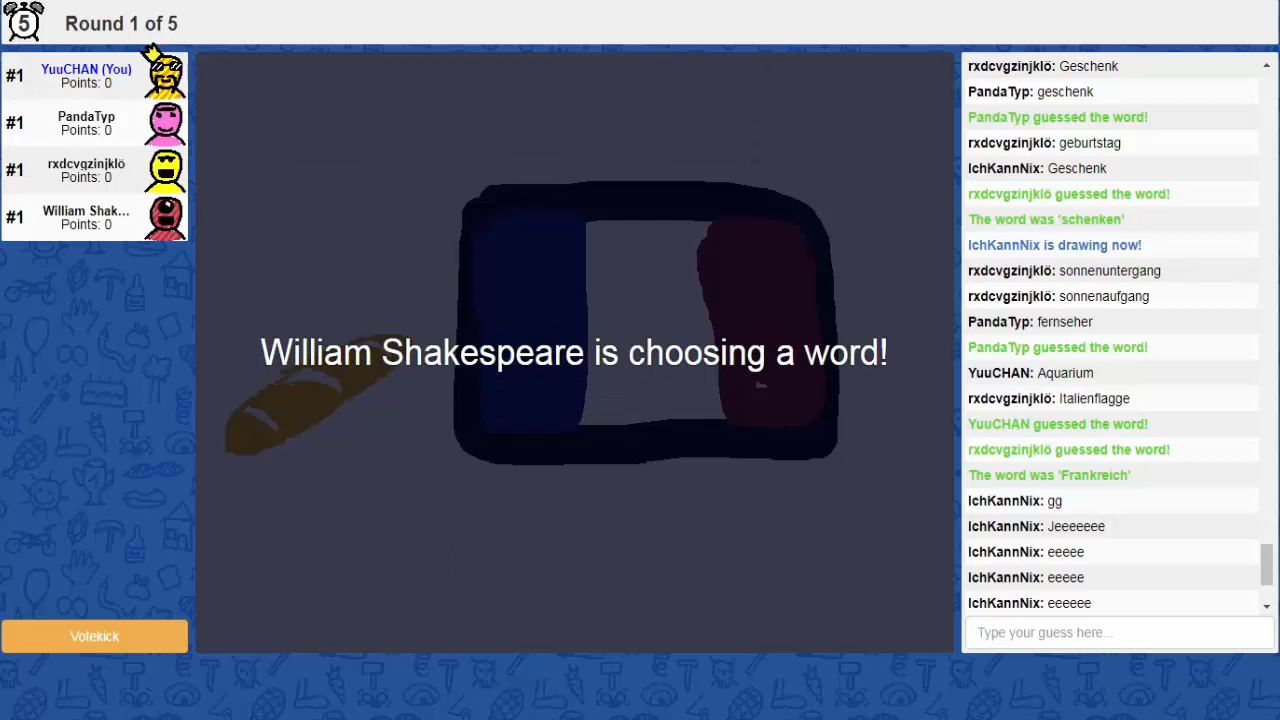 5
Round 1 of 5
#1
YuuCHAN (You)
Points: 0
#1
PandaTyp
Points: 0
#1
rxdcvgzinjklö
Points: 0
#1
William Shak...
Points: 0
Votekick
William Shakespeare is choosing a word!
rxdcvgzinjklö: Geschenk
PandaTyp: geschenk
PandaTyp guessed the word!
rxdcvgzinjklö: geburtstag
IchKannNix: Geschenk
rxdcvgzinjklö guessed the word!
The word was 'schenken'
IchKannNix is drawing now!
rxdcvgzinjklö: sonnenuntergang
rxdcvgzinjklö: sonnenaufgang
PandaTyp: fernseher
PandaTyp guessed the word!
YuuCHAN: Aquarium
rxdcvgzinjklö: Italienflagge
YuuCHAN guessed the word!
rxdcvgzinjklö guessed the word!
The word was 'Frankreich'
IchKannNix: gg
IchKannNix: Jeeeeeee
IchKannNix: eeeee
IchKannNix: eeeee
IchKannNix: eeeeee
Type your guess here...